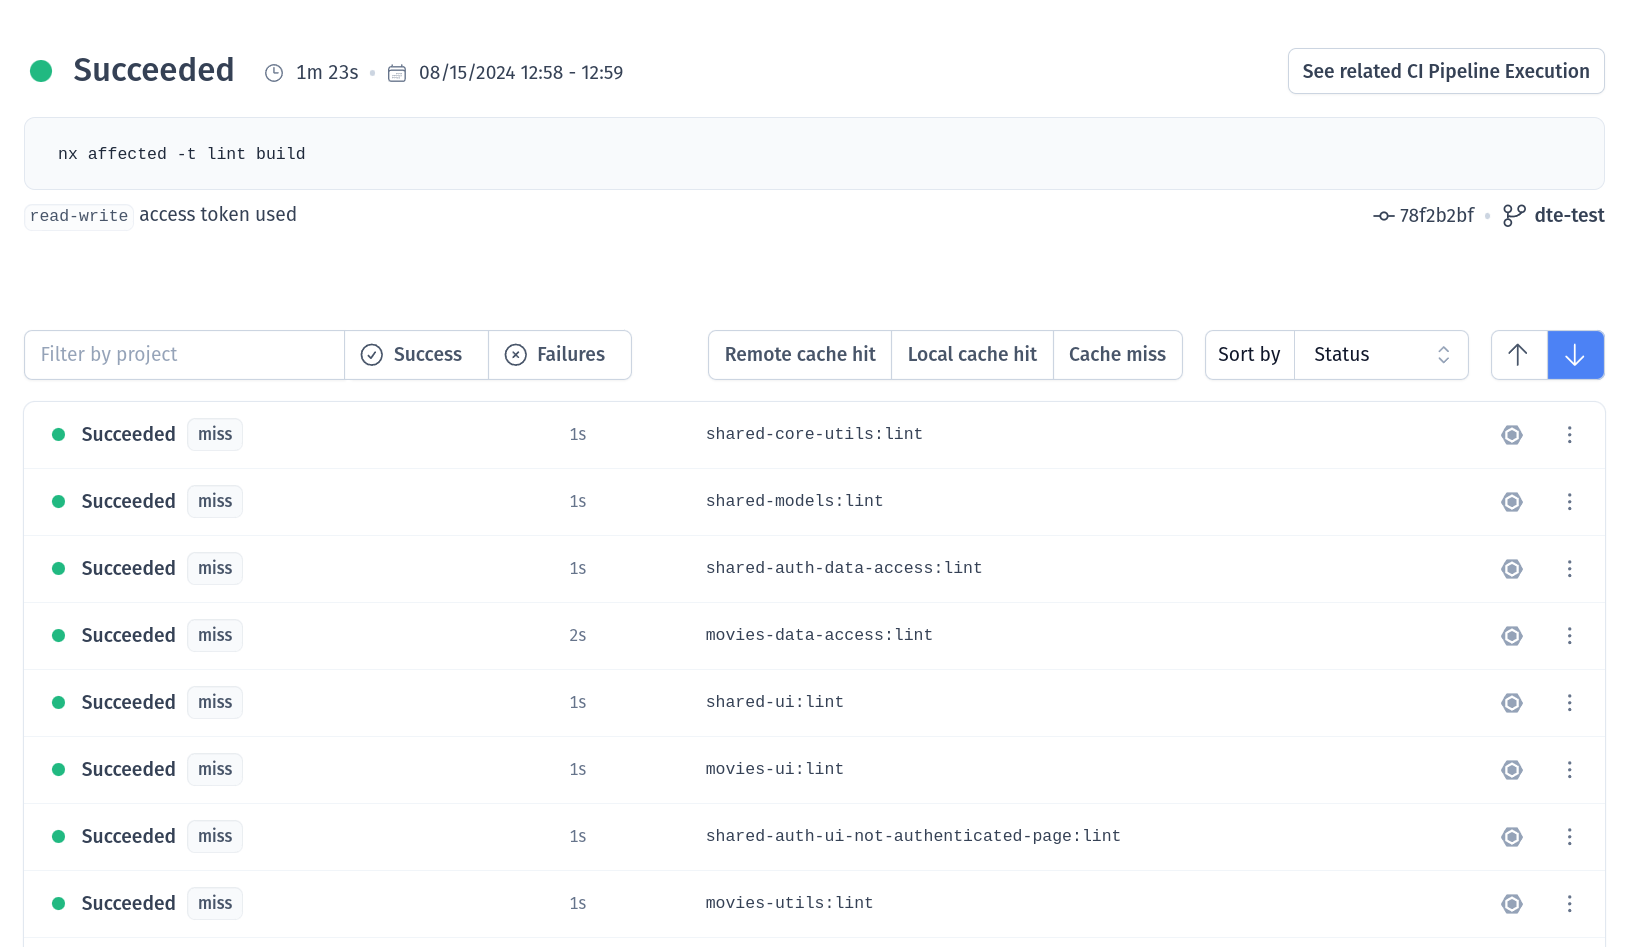 Succeeded 1m 23s • 08/15/2024 12:58 - 12:59 See related CI Pipeline Execution
nx affected -t lint build
read-write access token used 78f2b2bf • dte-test
Filter by project Success Failures Remote cache hit Local cache hit Cache miss Sort by Status
Succeeded miss 1s shared-core-utils:lint
Succeeded miss 1s shared-models:lint
Succeeded miss 1s shared-auth-data-access:lint
Succeeded miss 2s movies-data-access:lint
Succeeded miss 1s shared-ui:lint
Succeeded miss 1s movies-ui:lint
Succeeded miss 1s shared-auth-ui-not-authenticated-page:lint
Succeeded miss 1s movies-utils:lint